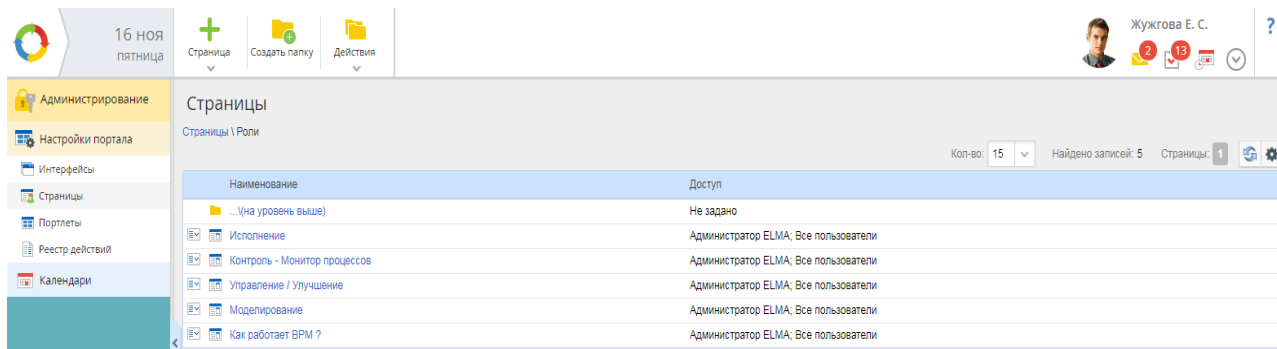 16 ноя
пятница
Страница
Создать папку
Действия
Жужгова Е. С.
2
13
?
Администрирование
Настройки портала
Интерфейсы
Страницы
Портлеты
Реестр действий
Календари
Страницы
Страницы \ Роли
Кол-во: 15 Найдено записей: 5 Страницы: 1
Наименование Доступ
...\(на уровень выше) Не задано
Исполнение Администратор ELMA; Все пользователи
Контроль - Монитор процессов Администратор ELMA; Все пользователи
Управление / Улучшение Администратор ELMA; Все пользователи
Моделирование Администратор ELMA; Все пользователи
Как работает BPM ? Администратор ELMA; Все пользователи